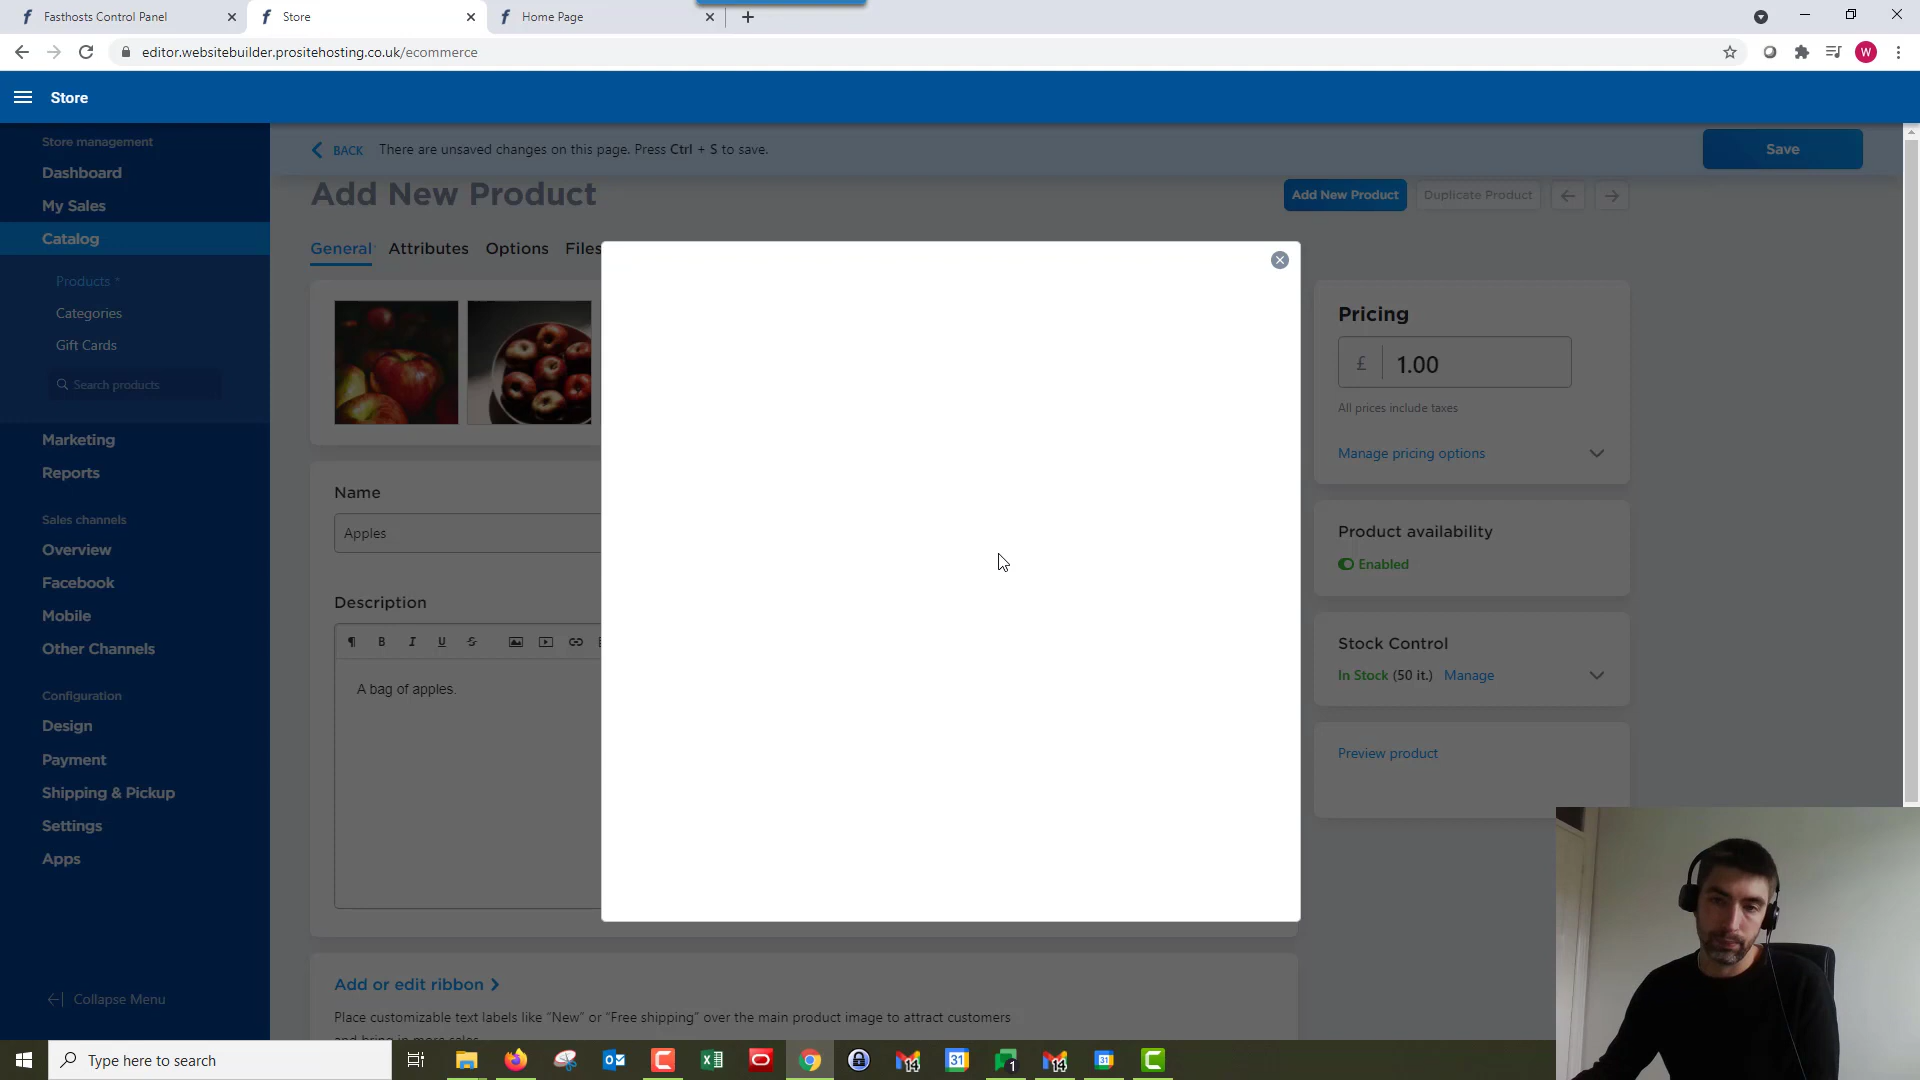 Fasthosts Control Panel
Store
Home Page
editor.websitebuilder.prositehosting.co.uk/ecommerce
W
Store
Store management
Dashboard
My Sales
Catalog
Products *
Categories
Gift Cards
Search products
Marketing
Reports
Sales channels
Overview
Facebook
Mobile
Other Channels
Configuration
Design
Payment
Shipping & Pickup
Settings
Apps
Collapse Menu
BACK There are unsaved changes on this page. Press Ctrl + S to save.
Save
Add New Product
Add New Product
Duplicate Product
General Attributes Options Files
Name
Apples
Description
B I U S
A bag of apples.
Add or edit ribbon
Place customizable text labels like “New” or “Free shipping” over the main product image to attract customers
and bring in more sales.
Pricing
£ 1.00
All prices include taxes
Manage pricing options
Product availability
Enabled
Stock Control
In Stock (50 it.) Manage
Preview product
Type here to search
14
31
1
14
31